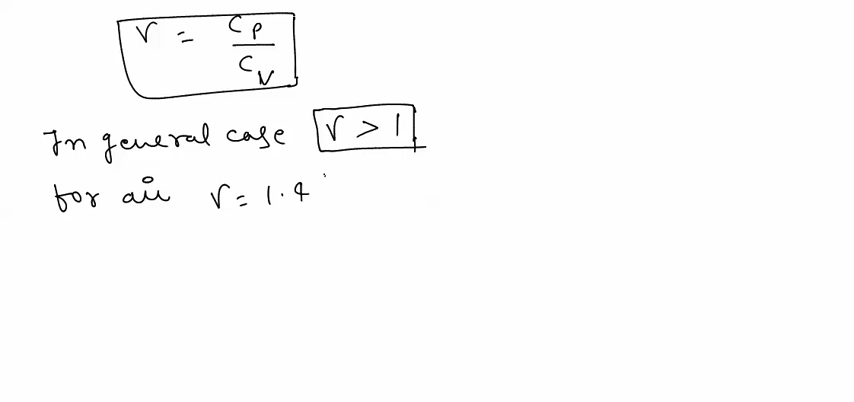 γ = Cp/Cv
In general case γ > 1
for air γ = 1.4